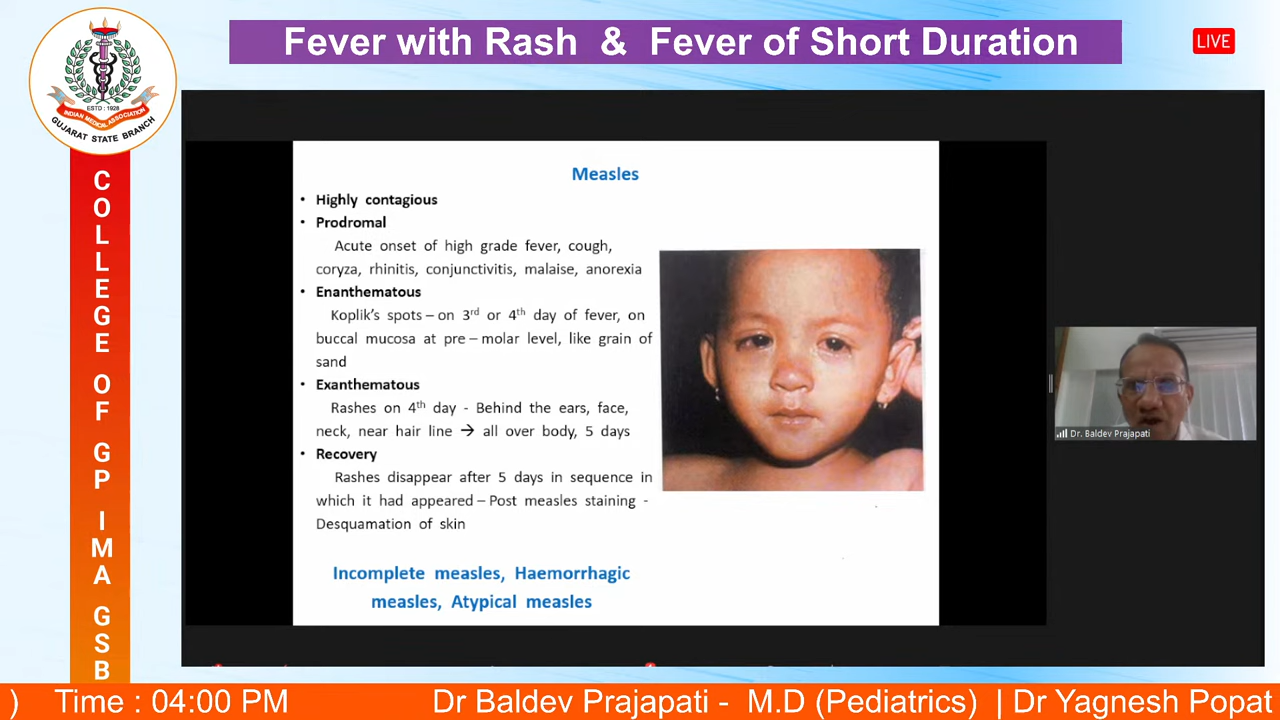 Fever with Rash & Fever of Short Duration
LIVE
ESTD : 1928
INDIAN MEDICAL ASSOCIATION
GUJARAT STATE BRANCH
COLLEGE OF GP IMA GSB
Measles
• Highly contagious
• Prodromal
Acute onset of high grade fever, cough,
coryza, rhinitis, conjunctivitis, malaise, anorexia
• Enanthematous
Koplik's spots – on 3rd or 4th day of fever, on
buccal mucosa at pre – molar level, like grain of
sand
• Exanthematous
Rashes on 4th day - Behind the ears, face,
neck, near hair line → all over body, 5 days
• Recovery
Rashes disappear after 5 days in sequence in
which it had appeared – Post measles staining -
Desquamation of skin
Incomplete measles, Haemorrhagic
measles, Atypical measles
Dr. Baldev Prajapati
) Time : 04:00 PM Dr Baldev Prajapati - M.D (Pediatrics) | Dr Yagnesh Popat